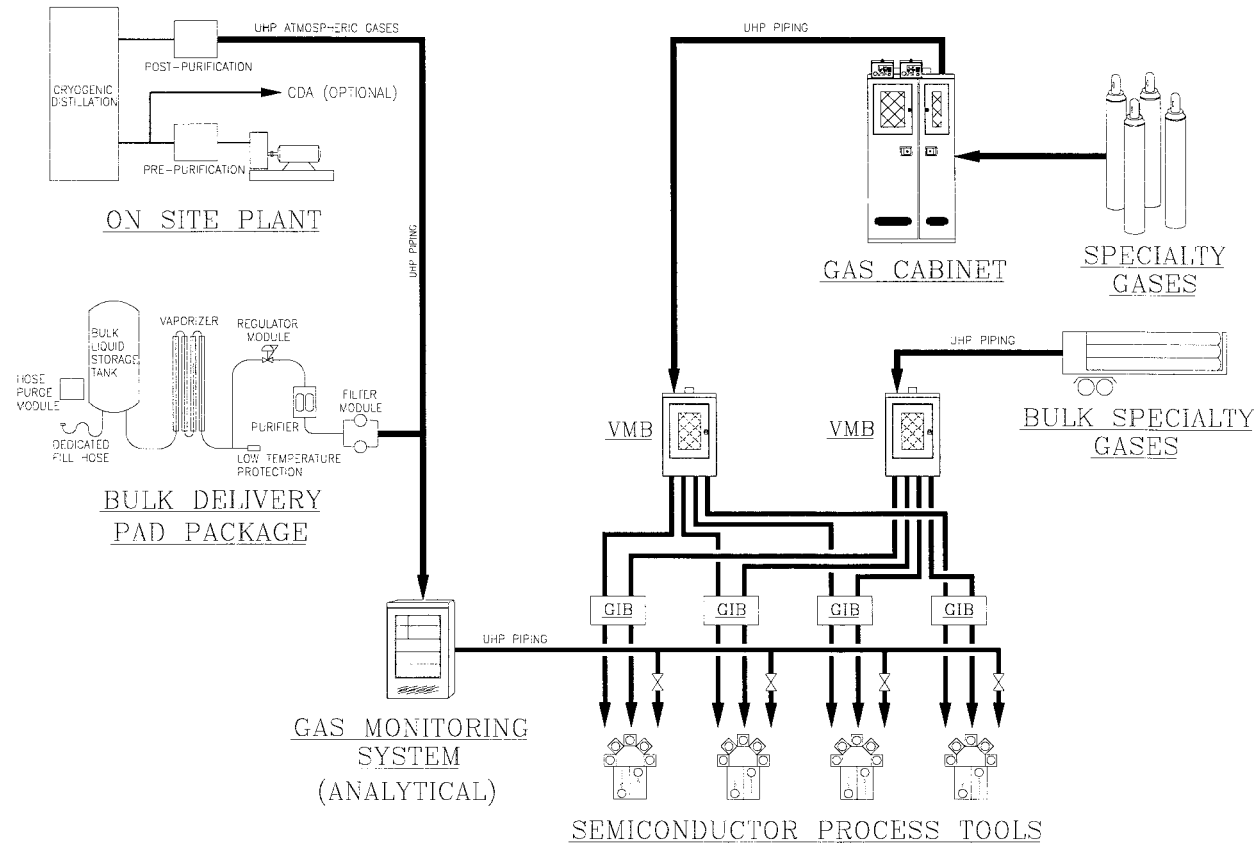 UHP ATMOSPHERIC GASES
POST-PURIFICATION
CRYOGENIC
DISTILLATION
CDA (OPTIONAL)
PRE-PURIFICATION
ON SITE PLANT
UHP PIPING
BULK
LIQUID
STORAGE
TANK
VAPORIZER
REGULATOR
MODULE
HOSE
PURGE
MODULE
DEDICATED
FILL HOSE
PURIFIER
FILTER
MODULE
LOW TEMPERATURE
PROTECTION
BULK DELIVERY
PAD PACKAGE
UHP PIPING
GAS CABINET
SPECIALTY
GASES
UHP PIPING
BULK SPECIALTY
GASES
VMB
VMB
GIB
GIB
GIB
GIB
UHP PIPING
GAS MONITORING
SYSTEM
(ANALYTICAL)
SEMICONDUCTOR PROCESS TOOLS